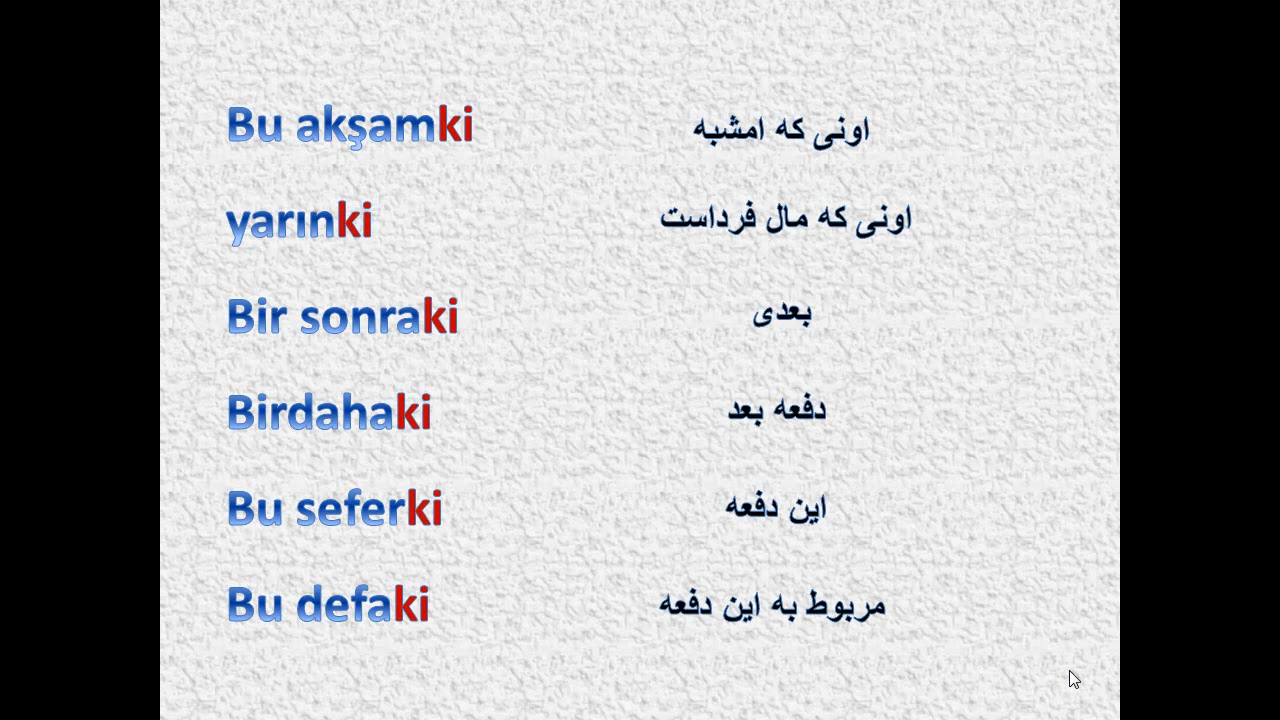 Bu akşamki اونی که امشبه
yarınki اونی که مال فرداست
Bir sonraki بعدی
Birdahaki دفعه بعد
Bu seferki این دفعه
Bu defaki مربوط به این دفعه